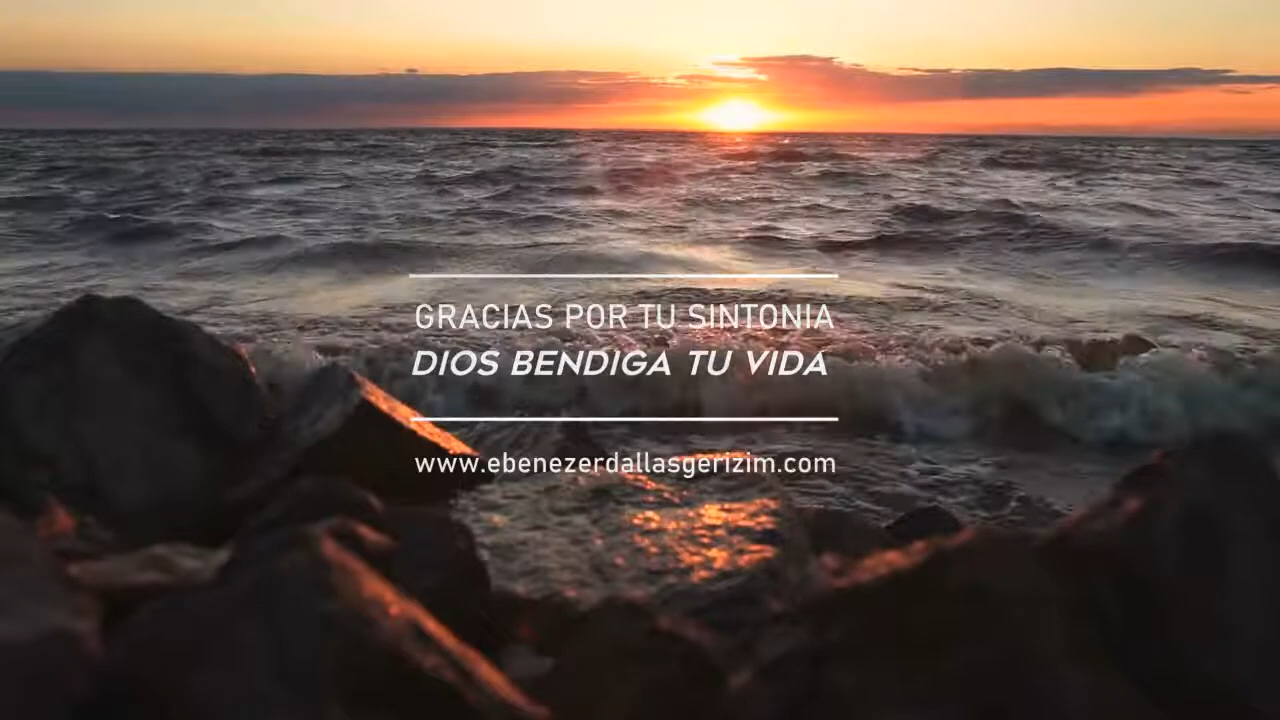 GRACIAS POR TU SINTONIA
DIOS BENDIGA TU VIDA
www.ebenezerdallasgerizim.com